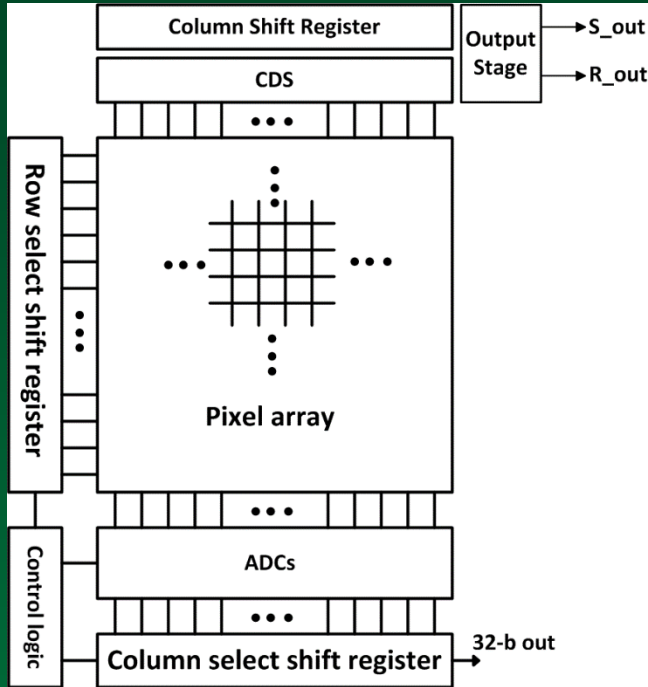 Column Shift Register
Output
Stage
S_out
R_out
CDS
Row select shift register
Pixel array
Control logic
ADCs
Column select shift register
32-b out